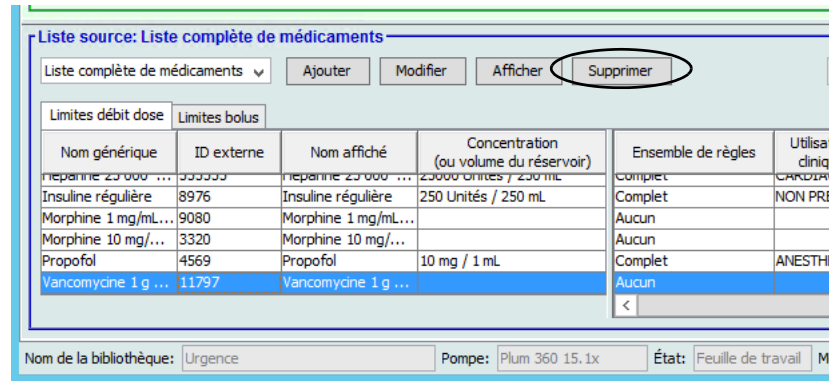 Liste source: Liste complète de médicaments
Liste complète de médicaments Ajouter Modifier Afficher Supprimer
Limites débit dose Limites bolus
Nom générique ID externe Nom affiché Concentration (ou volume du réservoir) Ensemble de règles
Insuline régulière 8976 Insuline régulière 250 Unités / 250 mL Complet NON PRE
Morphine 1 mg/mL... 9080 Morphine 1 mg/mL... Aucun
Morphine 10 mg/... 3320 Morphine 10 mg/... Aucun
Propofol 4569 Propofol 10 mg / 1 mL Complet ANESTH
Vancomycine 1 g ... 11797 Vancomycine 1 g ... Aucun
Nom de la bibliothèque: Urgence Pompe: Plum 360 15.1x État: Feuille de travail M